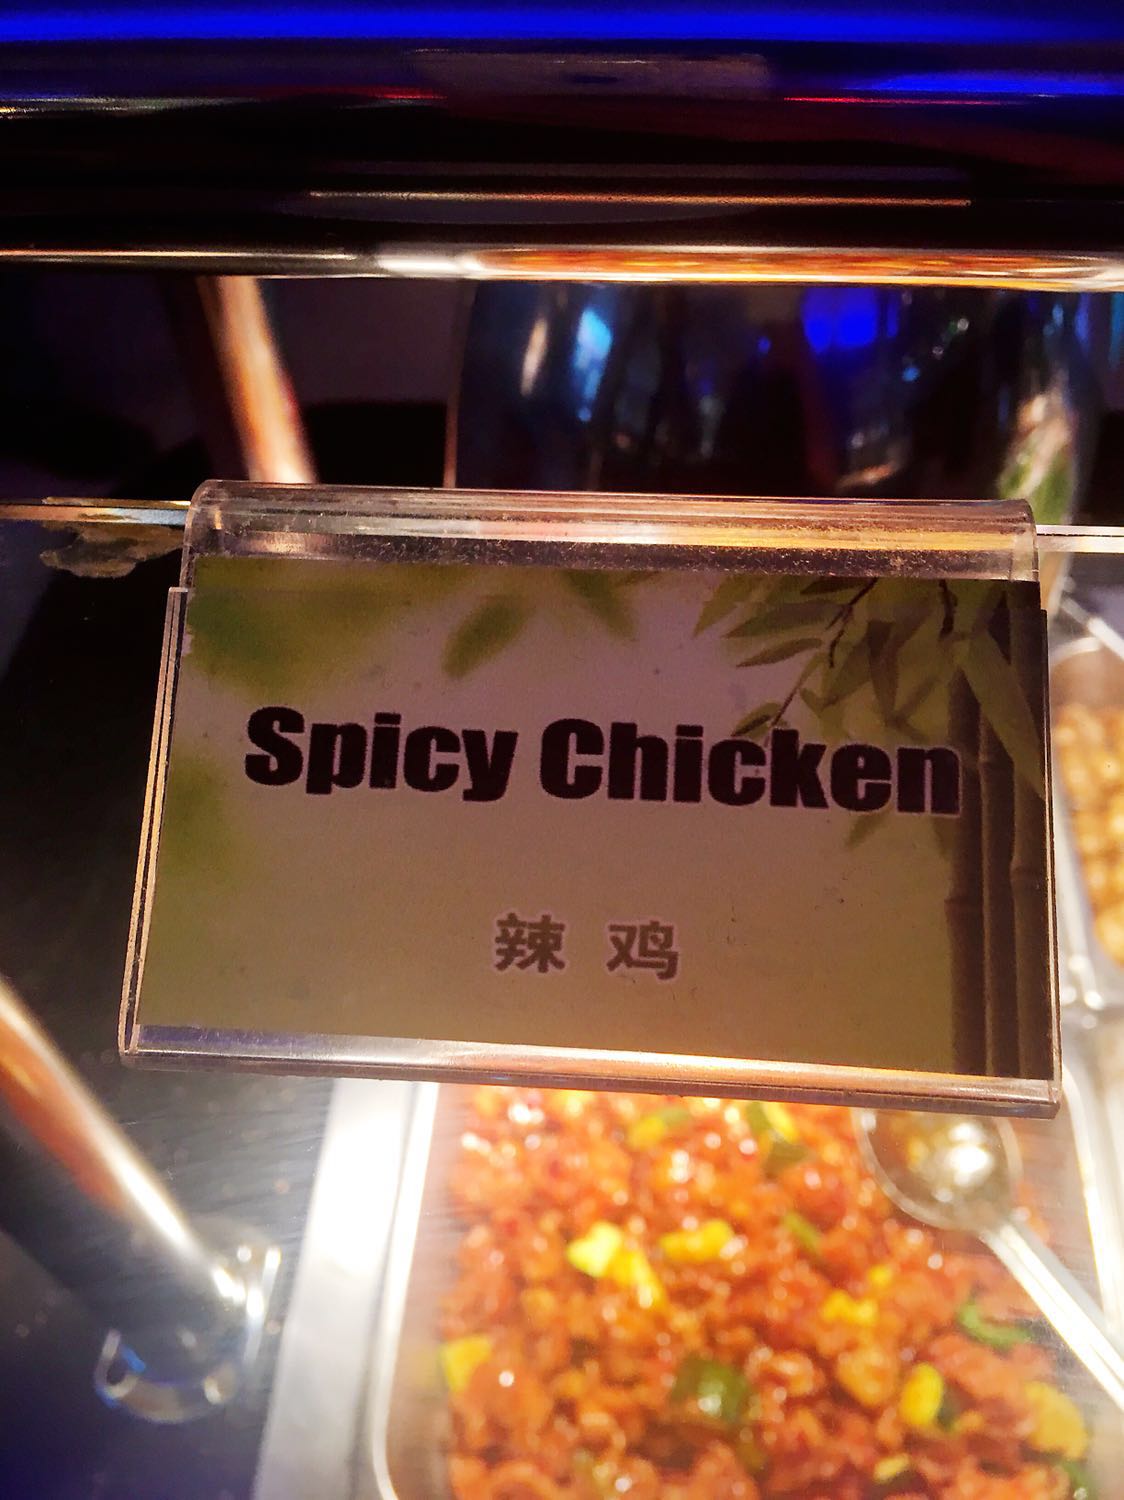 Spicy Chicken
辣 鸡